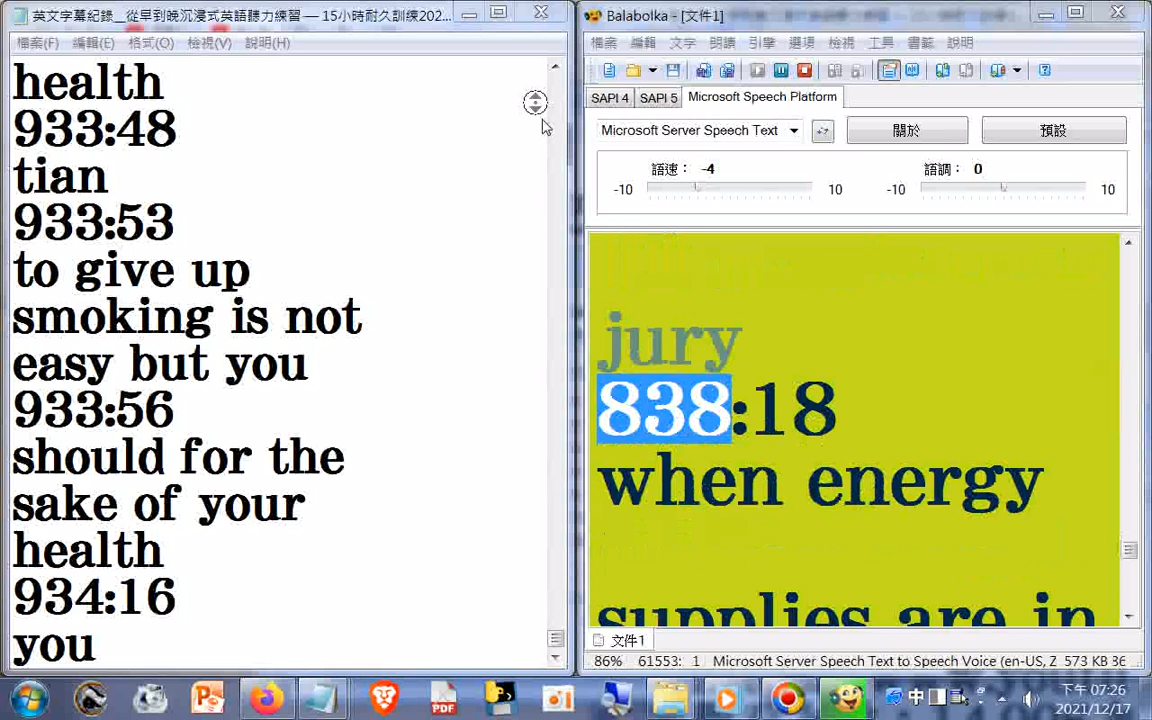 英文字幕紀錄__從早到晚沉浸式英語聽力練習 — 15小時耐久訓練202...
檔案(F) 編輯(E) 格式(O) 檢視(V) 說明(H)
health
933:48
tian
933:53
to give up
smoking is not
easy but you
933:56
should for the
sake of your
health
934:16
you
Balabolka - [文件1]
檔案 編輯 文字 朗讀 引擎 選項 檢視 工具 書籤 說明
SAPI 4 SAPI 5 Microsoft Speech Platform
Microsoft Server Speech Text 關於 預設
語速： -4 語調： 0
-10 10 -10 10
jury
838:18
when energy
supplies are in
文件1
86% 61553: 1 Microsoft Server Speech Text to Speech Voice (en-US, Z 573 KB 36
PDF 中 下午 07:26
2021/12/17